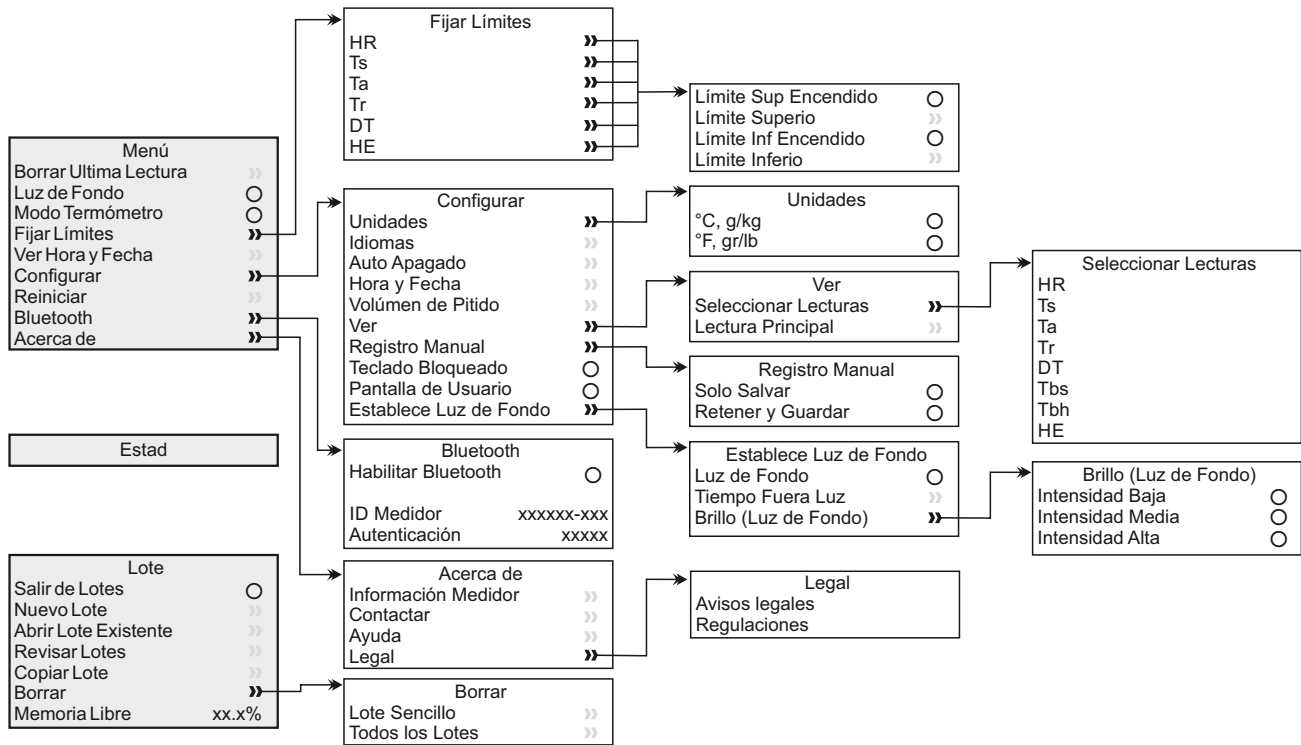 Menú
Borrar Ultima Lectura »
Luz de Fondo
Modo Termómetro
Fijar Límites »
Ver Hora y Fecha »
Configurar »
Reiniciar »
Bluetooth »
Acerca de »
Estad
Lote
Salir de Lotes
Nuevo Lote »
Abrir Lote Existente »
Revisar Lotes »
Copiar Lote »
Borrar »
Memoria Libre xx.x%
Fijar Límites
HR »
Ts »
Ta »
Tr »
DT »
HE »
Configurar
Unidades »
Idiomas »
Auto Apagado »
Hora y Fecha »
Volúmen de Pitido »
Ver »
Registro Manual »
Teclado Bloqueado
Pantalla de Usuario
Establece Luz de Fondo »
Bluetooth
Habilitar Bluetooth
ID Medidor xxxxxx-xxx
Autenticación xxxxx
Acerca de
Información Medidor »
Contactar »
Ayuda »
Legal »
Borrar
Lote Sencillo »
Todos los Lotes »
Límite Sup Encendido
Límite Superio »
Límite Inf Encendido
Límite Inferio »
Unidades
°C, g/kg
°F, gr/lb
Ver
Seleccionar Lecturas »
Lectura Principal »
Registro Manual
Solo Salvar
Retener y Guardar
Establece Luz de Fondo
Luz de Fondo
Tiempo Fuera Luz »
Brillo (Luz de Fondo) »
Legal
Avisos legales
Regulaciones
Seleccionar Lecturas
HR
Ts
Ta
Tr
DT
Tbs
Tbh
HE
Brillo (Luz de Fondo)
Intensidad Baja
Intensidad Media
Intensidad Alta